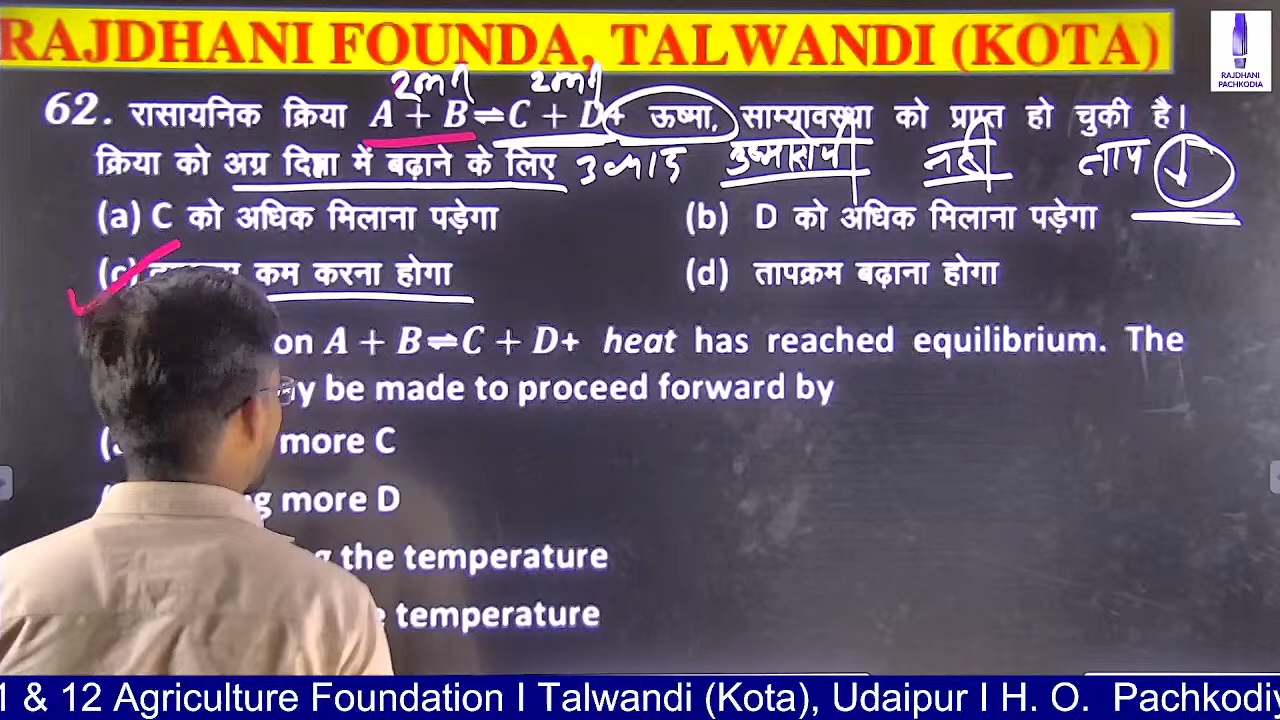 RAJDHANI FOUNDA, TALWANDI (KOTA)
RAJDHANI
PACHKODIA
62. रासायनिक क्रिया A + B⇌C + D+ ऊष्मा, साम्यावस्था को प्राप्त हो चुकी है।
क्रिया को अग्र दिशा में बढ़ाने के लिए नही ताप ↓
(a) C को अधिक मिलाना पड़ेगा
(b) D को अधिक मिलाना पड़ेगा
(c) कम करना होगा
(d) तापक्रम बढ़ाना होगा
on A + B⇌C + D+ heat has reached equilibrium. The
be made to proceed forward by
more C
more D
the temperature
temperature
1 & 12 Agriculture Foundation I Talwandi (Kota), Udaipur I H. O. Pachkodiy